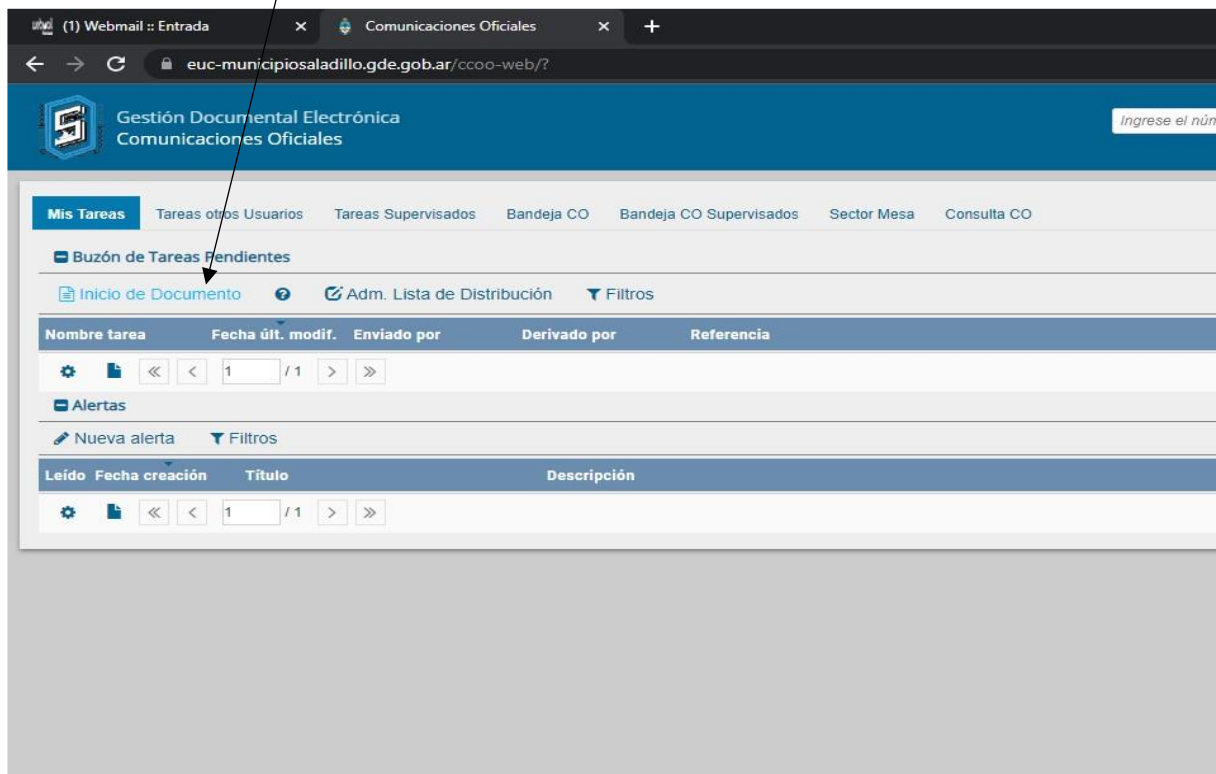 (1) Webmail :: Entrada
Comunicaciones Oficiales
euc-municipiosaladillo.gde.gob.ar/ccoo-web/?
Gestión Documental Electrónica
Comunicaciones Oficiales
Ingrese el núm
Mis Tareas Tareas otros Usuarios Tareas Supervisados Bandeja CO Bandeja CO Supervisados Sector Mesa Consulta CO
Buzón de Tareas Pendientes
Inicio de Documento Adm. Lista de Distribución Filtros
Nombre tarea Fecha últ. modif. Enviado por Derivado por Referencia
1 / 1
Alertas
Nueva alerta Filtros
Leído Fecha creación Título Descripción
1 / 1